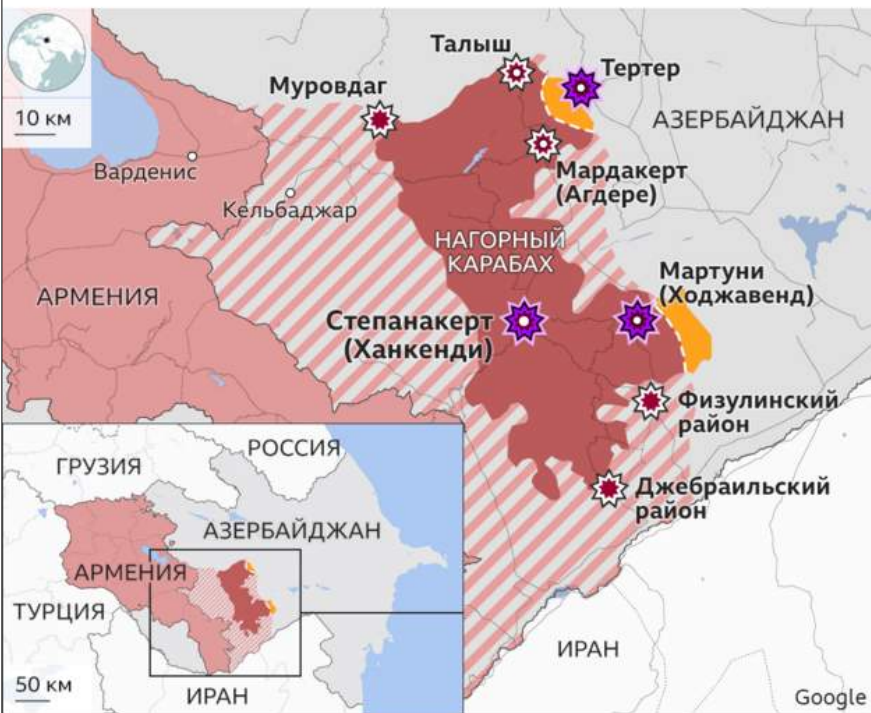 Талыш
Тертер
Муровдаг
10 км
АЗЕРБАЙДЖАН
Варденис
Мардакерт
(Агдере)
Кельбаджар
НАГОРНЫЙ
КАРАБАХ
Мартуни
(Ходжавенд)
АРМЕНИЯ
Степанакерт
(Ханкенди)
Физулинский
район
Джебраильский
район
РОССИЯ
ГРУЗИЯ
АЗЕРБАЙДЖАН
АРМЕНИЯ
ТУРЦИЯ
ИРАН
50 км
ИРАН
Google